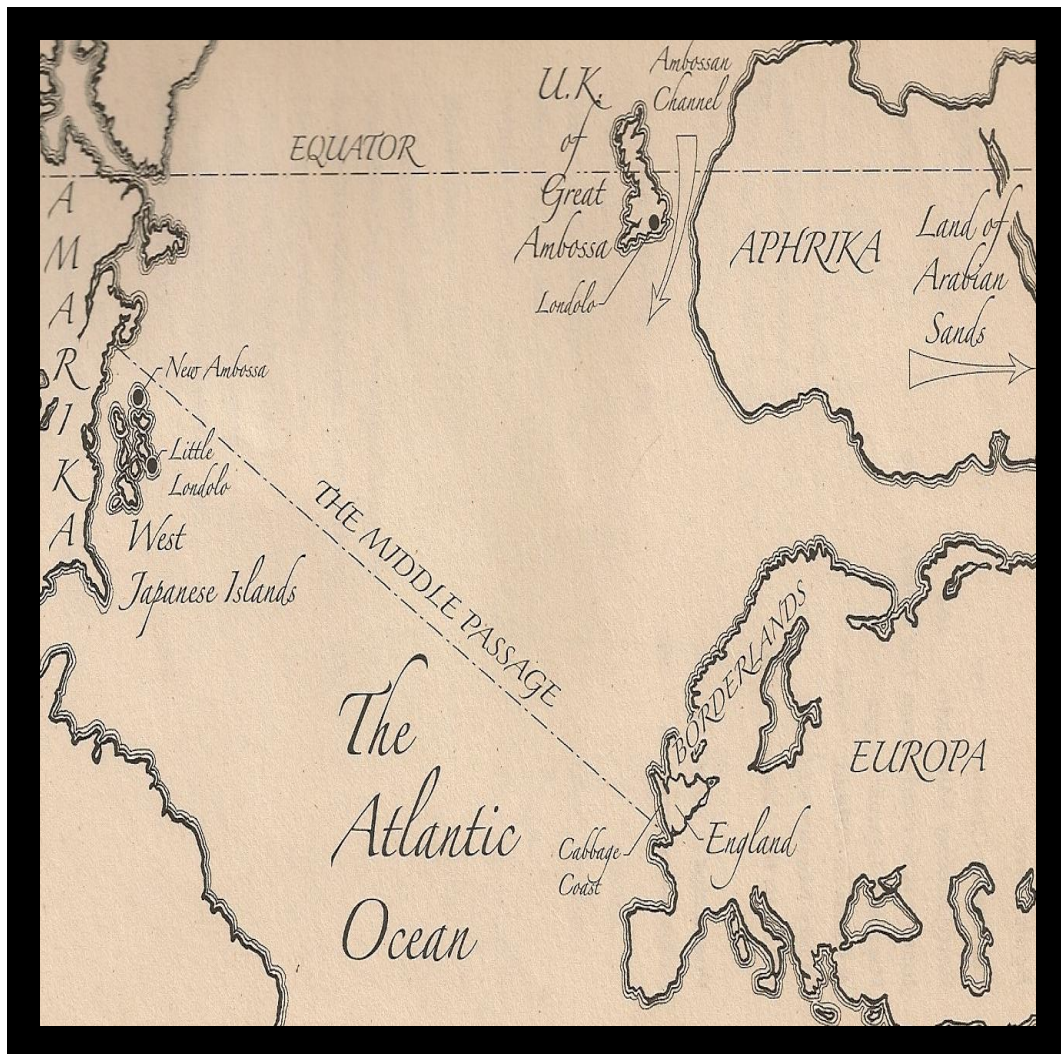 U.K.
of
Great
Ambossa
Ambossan
Channel
EQUATOR
AMARIKA
Londolo
APHRIKA
Land of
Arabian
Sands
New Ambossa
Little
Londolo
West
Japanese Islands
THE MIDDLE PASSAGE
BORDERLANDS
EUROPA
The
Atlantic
Ocean
Cabbage
Coast
England